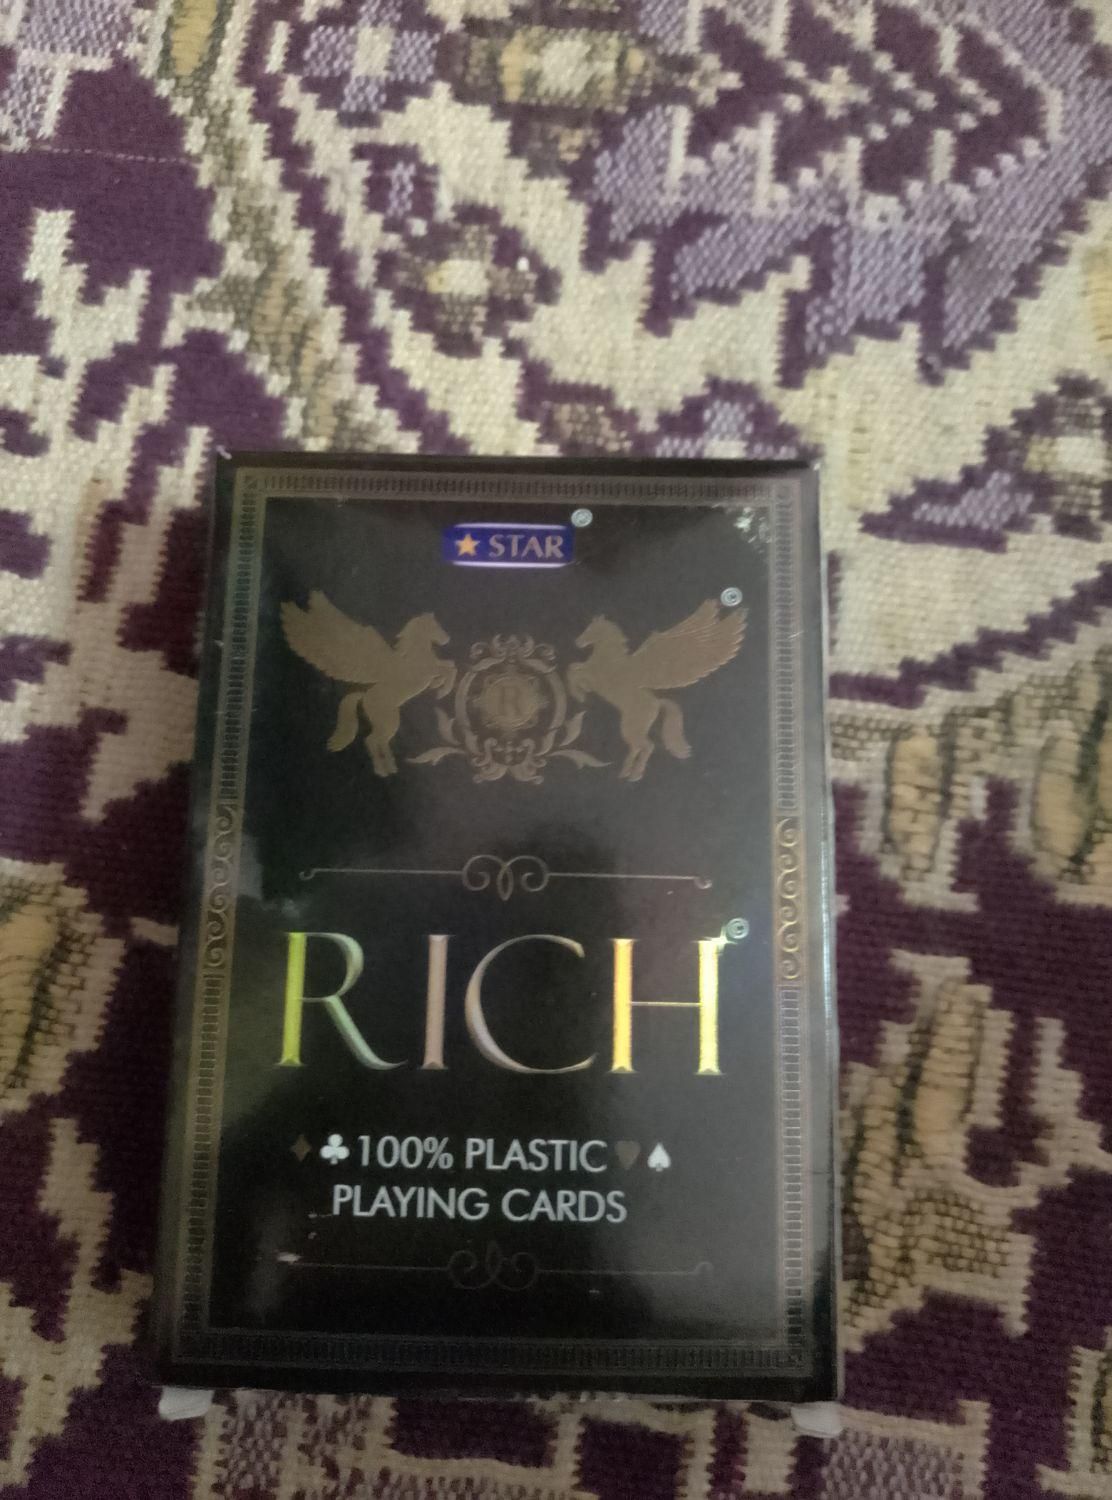 ★ STAR ©
©
R
RICH ©
♦ ♣ 100% PLASTIC ♥ ♠
PLAYING CARDS